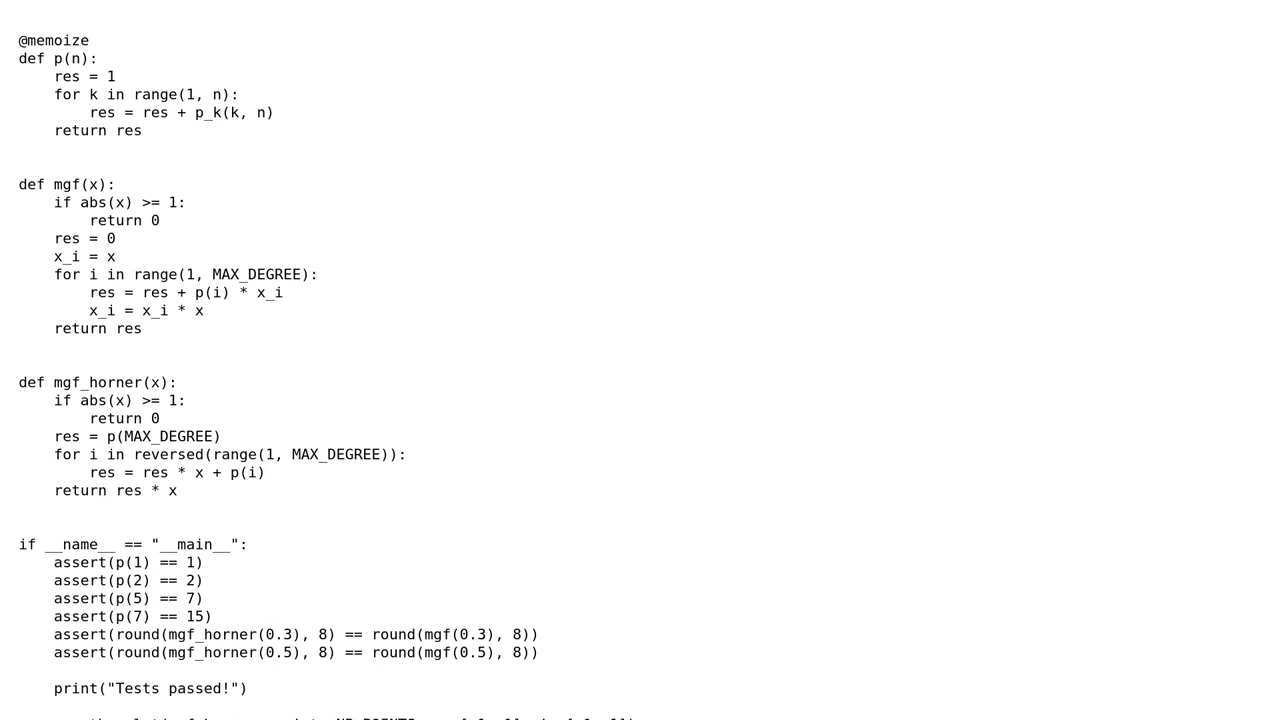 @memoize
def p(n):
    res = 1
    for k in range(1, n):
        res = res + p_k(k, n)
    return res
def mgf(x):
    if abs(x) >= 1:
        return 0
    res = 0
    x_i = x
    for i in range(1, MAX_DEGREE):
        res = res + p(i) * x_i
        x_i = x_i * x
    return res
def mgf_horner(x):
    if abs(x) >= 1:
        return 0
    res = p(MAX_DEGREE)
    for i in reversed(range(1, MAX_DEGREE)):
        res = res * x + p(i)
    return res * x
if __name__ == "__main__":
    assert(p(1) == 1)
    assert(p(2) == 2)
    assert(p(5) == 7)
    assert(p(7) == 15)
    assert(round(mgf_horner(0.3), 8) == round(mgf(0.3), 8))
    assert(round(mgf_horner(0.5), 8) == round(mgf(0.5), 8))
    print("Tests passed!")